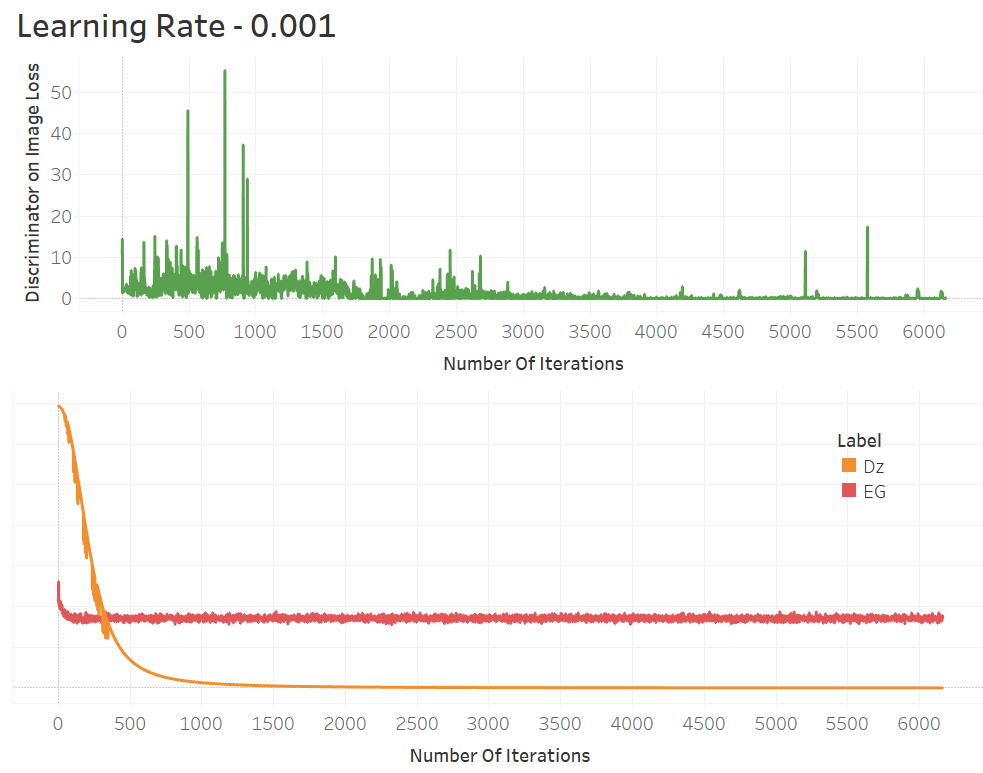 Learning Rate - 0.001
Discriminator on Image Loss
50
40
30
20
10
0
0 500 1000 1500 2000 2500 3000 3500 4000 4500 5000 5500 6000
Number Of Iterations
Label
Dz
EG
0 500 1000 1500 2000 2500 3000 3500 4000 4500 5000 5500 6000
Number Of Iterations